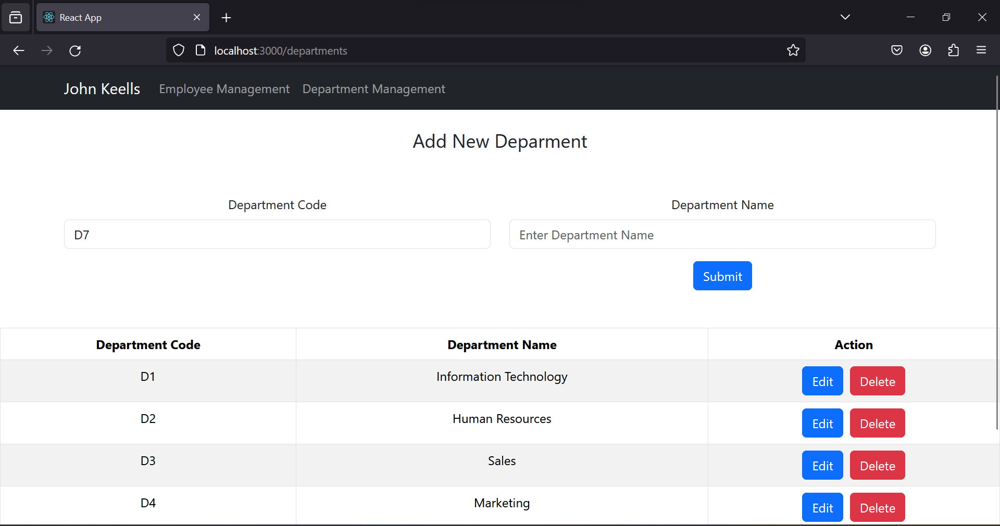 React App
localhost:3000/departments
John Keells Employee Management Department Management
Add New Deparment
Department Code Department Name
D7 Enter Department Name
Submit
Department Code Department Name Action
D1 Information Technology Edit Delete
D2 Human Resources Edit Delete
D3 Sales Edit Delete
D4 Marketing Edit Delete